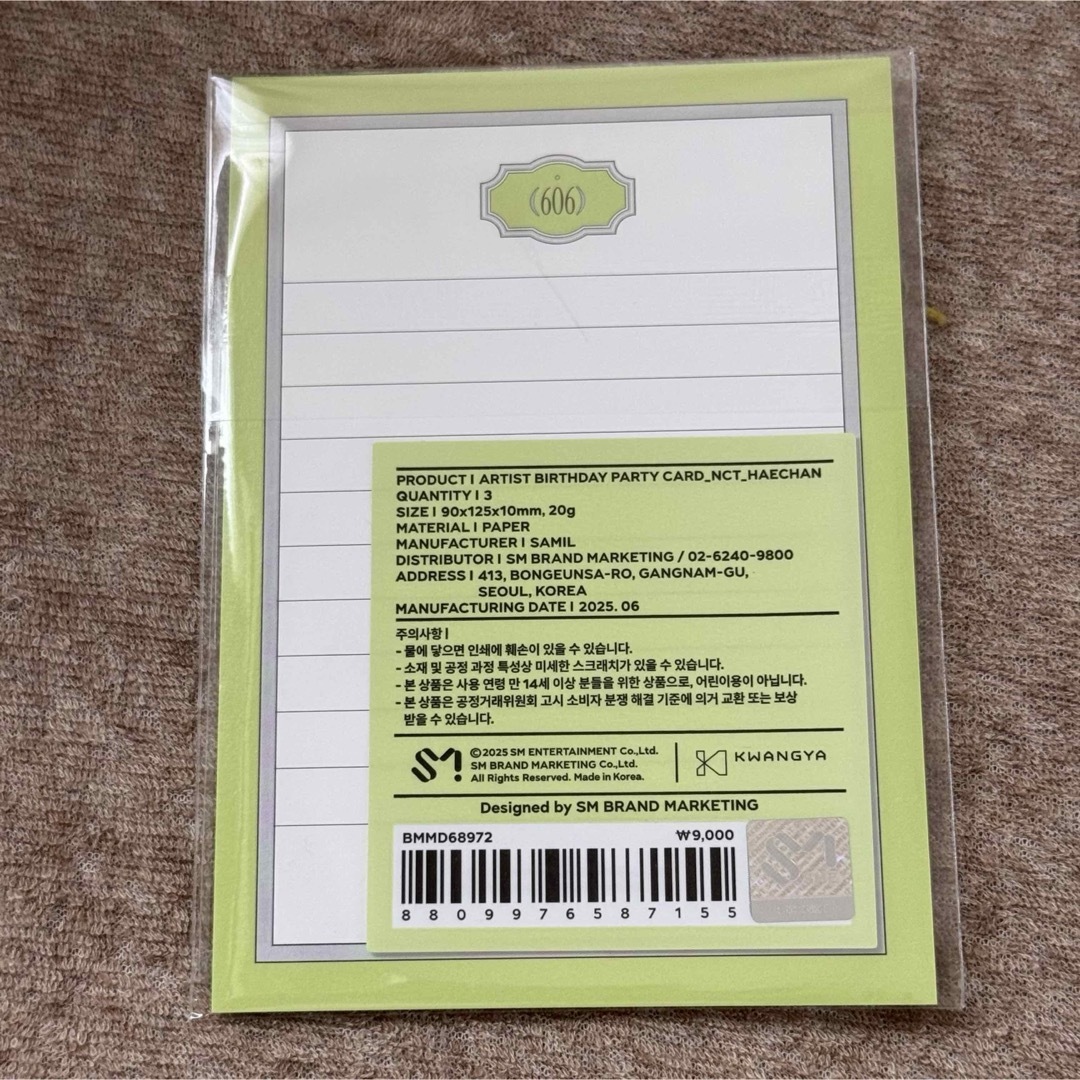 (606)
PRODUCT I ARTIST BIRTHDAY PARTY CARD_NCT_HAECHAN
QUANTITY I 3
SIZE I 90x125x10mm, 20g
MATERIAL I PAPER
MANUFACTURER I SAMIL
DISTRIBUTOR I SM BRAND MARKETING / 02-6240-9800
ADDRESS I 413, BONGEUNSA-RO, GANGNAM-GU,
SEOUL, KOREA
MANUFACTURING DATE I 2025. 06
주의사항 I
- 물에 닿으면 인쇄에 훼손이 있을 수 있습니다.
- 소재 및 공정 과정 특성상 미세한 스크래치가 있을 수 있습니다.
- 본 상품은 사용 연령 만 14세 이상 분들을 위한 상품으로, 어린이용이 아닙니다.
- 본 상품은 공정거래위원회 고시 소비자 분쟁 해결 기준에 의거 교환 또는 보상
받을 수 있습니다.
SM
©2025 SM ENTERTAINMENT Co.,Ltd.
SM BRAND MARKETING Co.,Ltd.
All Rights Reserved. Made in Korea.
KWANGYA
Designed by SM BRAND MARKETING
BMMD68972 ₩9,000
SM
8809976587155